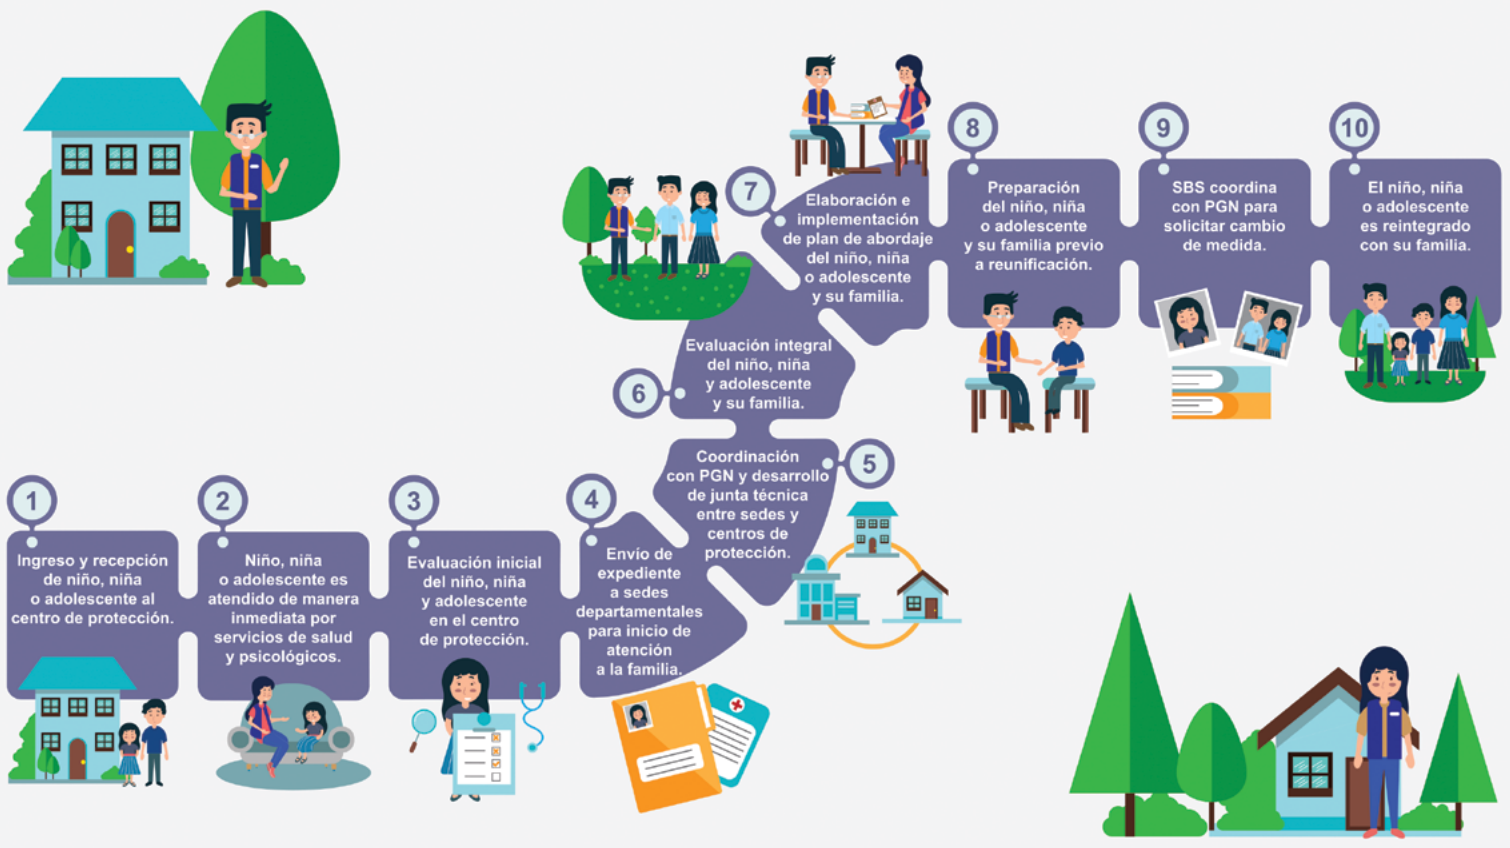 1
Ingreso y recepción
de niño, niña
o adolescente al
centro de protección.
2
Niño, niña
o adolescente es
atendido de manera
inmediata por
servicios de salud
y psicológicos.
3
Evaluación inicial
del niño, niña
y adolescente
en el centro
de protección.
4
Envío de
expediente
a sedes
departamentales
para inicio de
atención
a la familia.
5
Coordinación
con PGN y desarrollo
de junta técnica
entre sedes y
centros de
protección.
6
Evaluación integral
del niño, niña
y adolescente
y su familia.
7
Elaboración e
implementación
de plan de abordaje
del niño, niña
o adolescente
y su familia.
8
Preparación
del niño, niña
o adolescente
y su familia previo
a reunificación.
9
SBS coordina
con PGN para
solicitar cambio
de medida.
10
El niño, niña
o adolescente
es reintegrado
con su familia.